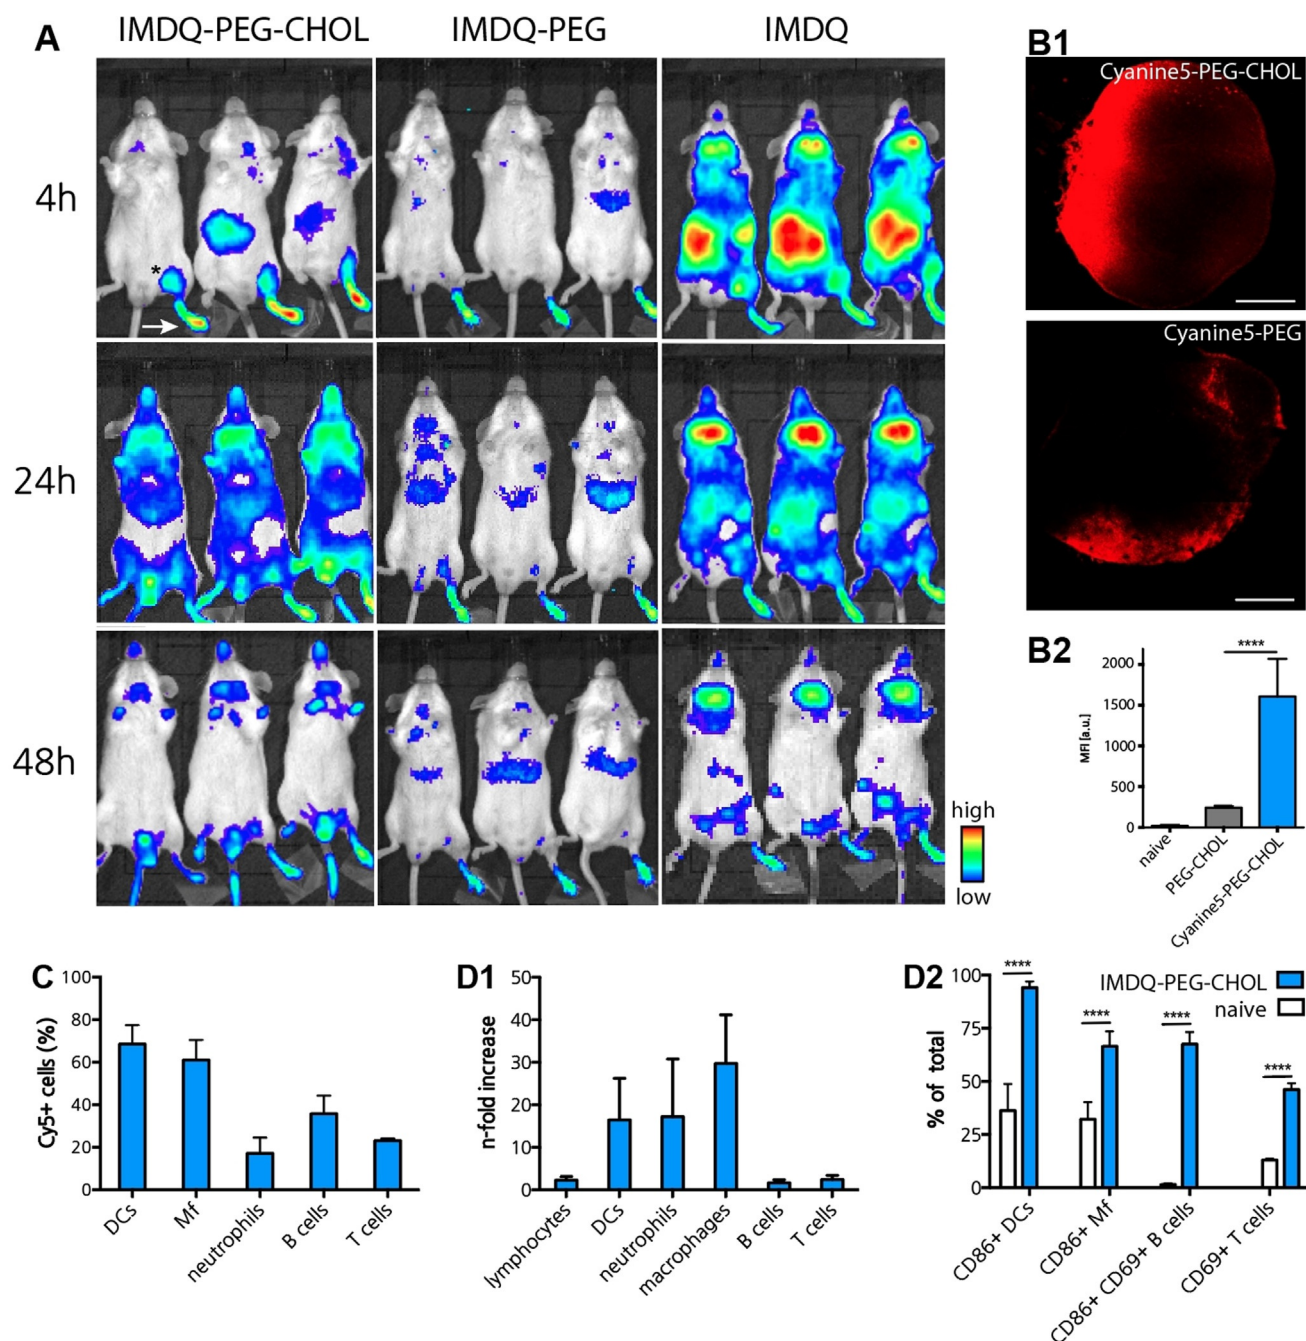 A
IMDQ-PEG-CHOL
IMDQ-PEG
IMDQ
4h
*
24h
48h
high
low
B1
Cyanine5-PEG-CHOL
Cyanine5-PEG
B2
****
MFI [a.u.]
2000
1500
1000
500
0
naive
PEG-CHOL
Cyanine5-PEG-CHOL
C
Cy5+ cells (%)
100
80
60
40
20
0
DCs
Mf
neutrophils
B cells
T cells
D1
n-fold increase
50
40
30
20
10
0
lymphocytes
DCs
neutrophils
macrophages
B cells
T cells
D2
% of total
100
75
50
25
0
****
****
****
****
IMDQ-PEG-CHOL
naive
CD86+ DCs
CD86+ Mf
CD86+ CD69+ B cells
CD69+ T cells